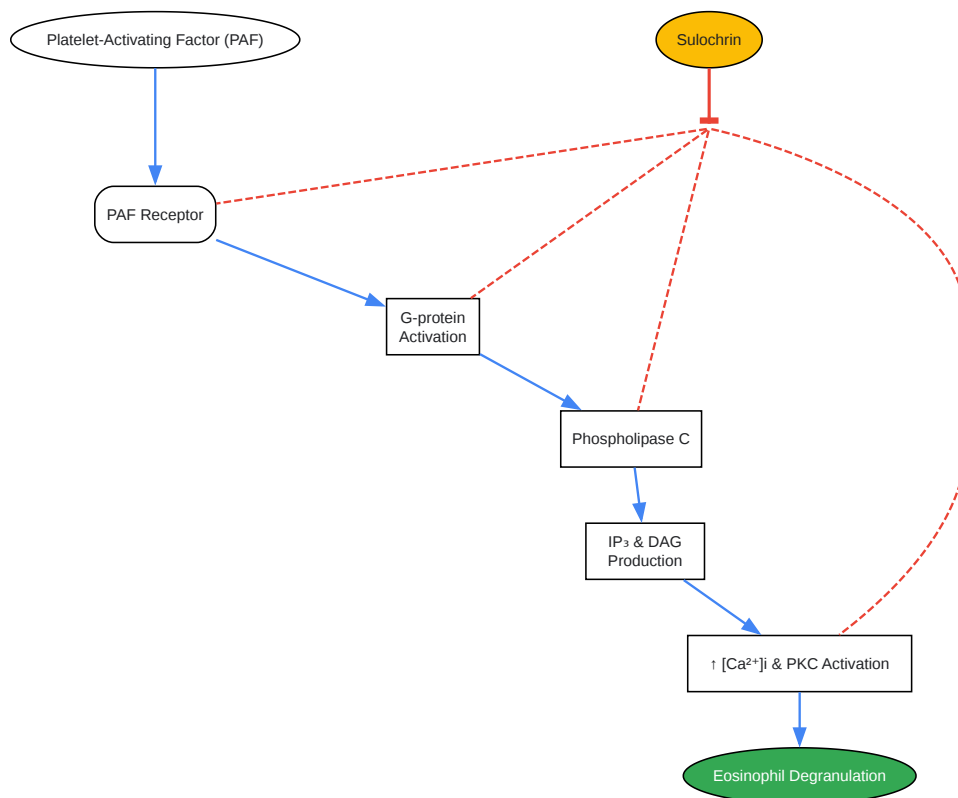 Platelet-Activating Factor (PAF)
Sulochrin
PAF Receptor
G-protein
Activation
Phospholipase C
IP₃ & DAG
Production
↑ [Ca²⁺]i & PKC Activation
Eosinophil Degranulation